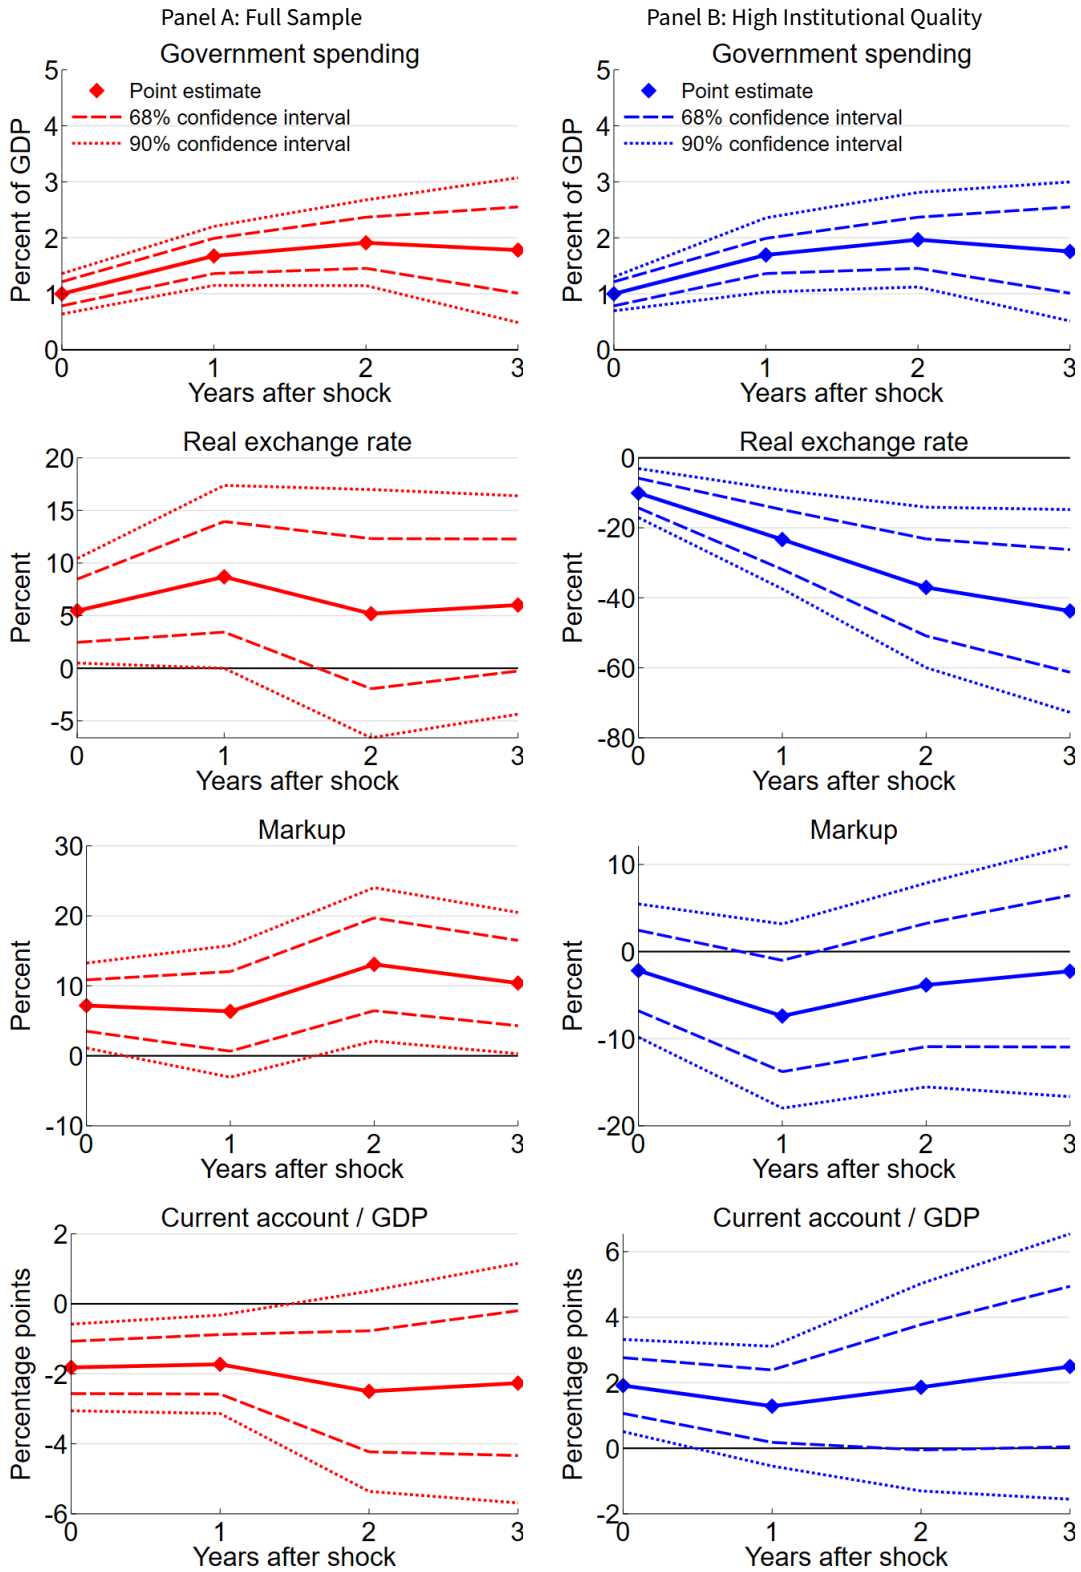 Panel A: Full Sample
Panel B: High Institutional Quality
Government spending
Percent of GDP
5
4
3
2
1
0
Point estimate
68% confidence interval
90% confidence interval
0 1 2 3
Years after shock
Government spending
Percent of GDP
5
4
3
2
1
0
Point estimate
68% confidence interval
90% confidence interval
0 1 2 3
Years after shock
Real exchange rate
Percent
20
15
10
5
0
-5
0 1 2 3
Years after shock
Real exchange rate
Percent
0
-20
-40
-60
-80
0 1 2 3
Years after shock
Markup
Percent
30
20
10
0
-10
0 1 2 3
Years after shock
Markup
Percent
10
0
-10
-20
0 1 2 3
Years after shock
Current account / GDP
Percentage points
2
0
-2
-4
-6
0 1 2 3
Years after shock
Current account / GDP
Percentage points
6
4
2
0
-2
0 1 2 3
Years after shock